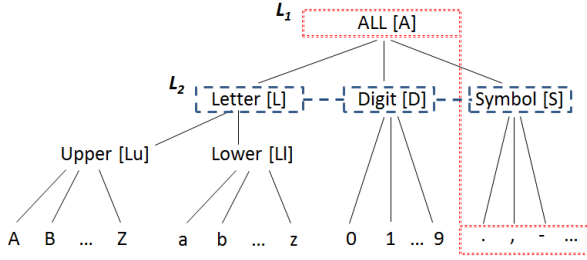 L1
ALL [A]
L2
Letter [L] Digit [D] Symbol [S]
Upper [Lu] Lower [Ll]
A B ... Z a b ... z 0 1 ... 9 . , - ...